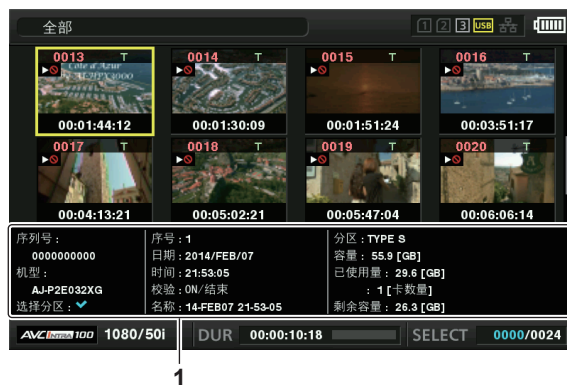 全部
1 2 3 USB
0013 T
0014 T
0015 T
0016 T
Côte d'Azur
AJ-HPX3000
00:01:44:12
00:01:30:09
00:01:51:24
00:03:51:17
0017 T
0018 T
0019 T
0020 T
00:04:13:21
00:05:02:21
00:05:47:04
00:06:06:14
序列号：
0000000000
机型：
AJ-P2E032XG
选择分区：
序号：1
日期：2014/FEB/07
时间：21:53:05
校验：ON/结束
名称：14-FEB07 21-53-05
分区：TYPE S
容量：55.9 [GB]
已使用量：29.6 [GB]
：1 [卡数量]
剩余容量：26.3 [GB]
AVC INTRA 100 1080/50i DUR 00:00:10:18 SELECT 0000/0024
1